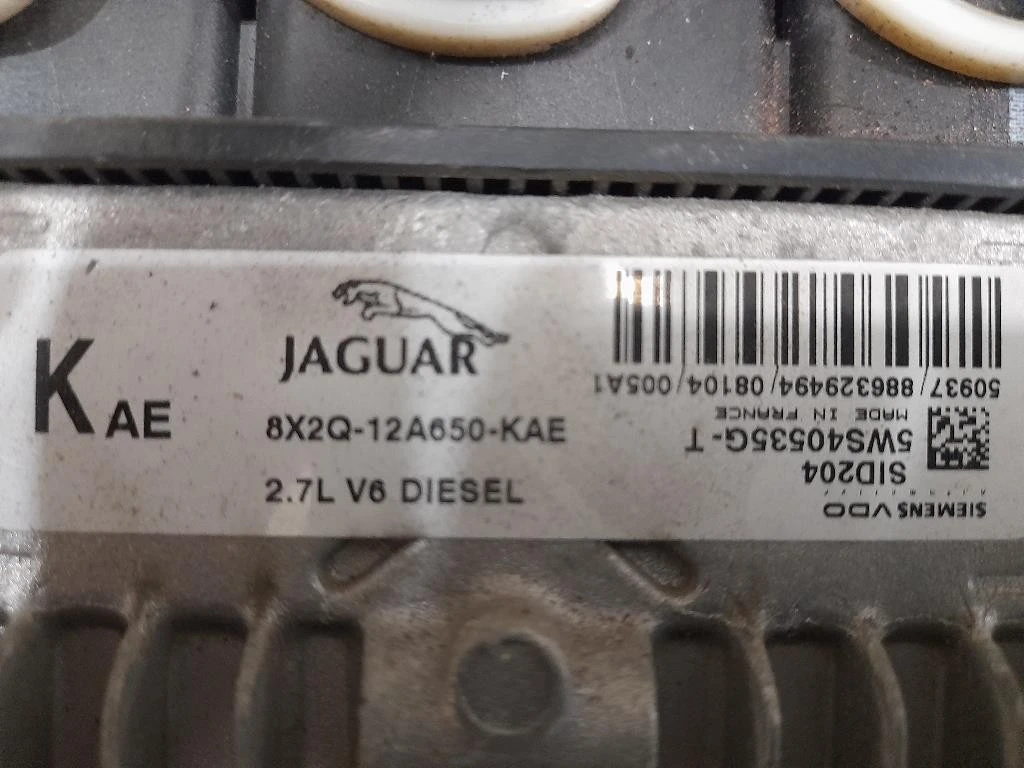 K AE
JAGUAR
8X2Q-12A650-KAE
2.7L V6 DIESEL
SIEMENS VDO
SID204
5WS40535G-T
MADE IN FRANCE
50937/886329494/08104/005A1